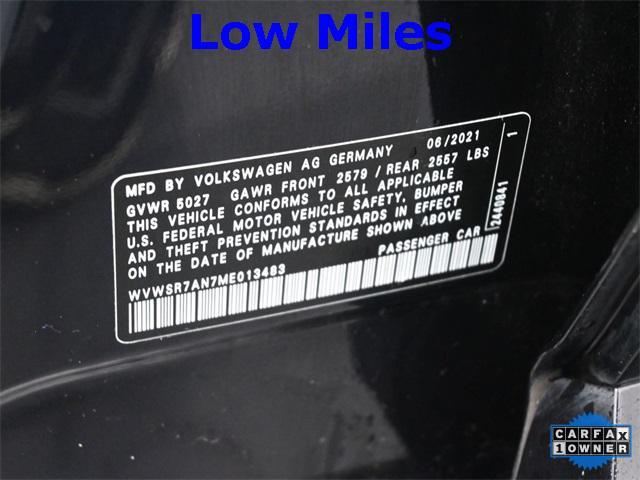 Low Miles
MFD BY VOLKSWAGEN AG GERMANY 06/2021 1
GVWR 5027 GAWR FRONT 2579 / REAR 2557 LBS
THIS VEHICLE CONFORMS TO ALL APPLICABLE
U.S. FEDERAL MOTOR VEHICLE SAFETY, BUMPER
AND THEFT PREVENTION STANDARDS IN EFFECT
ON THE DATE OF MANUFACTURE SHOWN ABOVE
WVWSR7AN7ME013483 PASSENGER CAR
2440841
CARFAX
1 OWNER